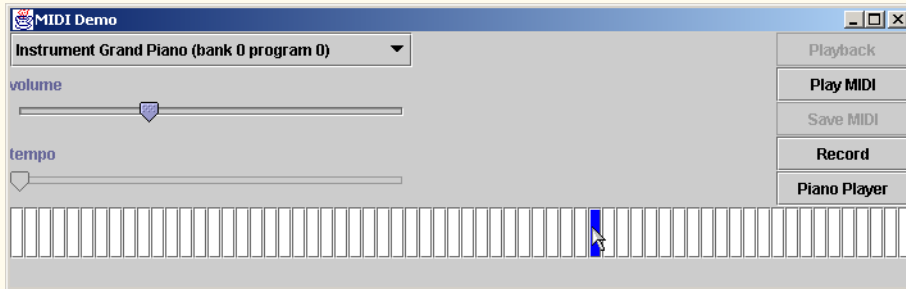 MIDI Demo
Instrument Grand Piano (bank 0 program 0)
Playback
volume
Play MIDI
Save MIDI
tempo
Record
Piano Player